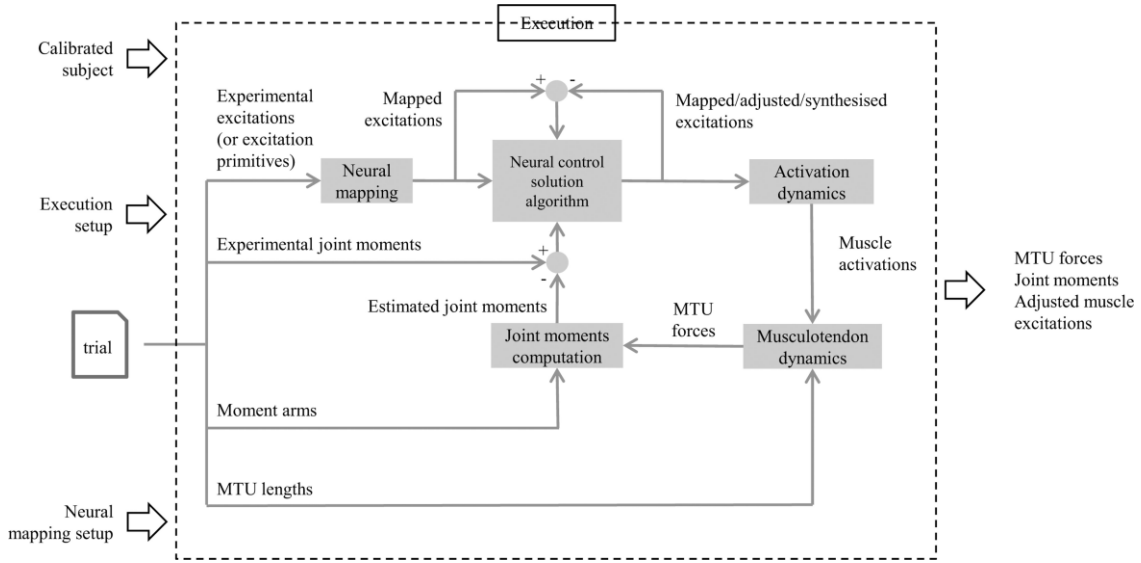 Execution
Calibrated
subject
Experimental
excitations
(or excitation
primitives)
Mapped
excitations
+
-
Mapped/adjusted/synthesised
excitations
Neural
mapping
Neural control
solution
algorithm
Activation
dynamics
Execution
setup
Experimental joint moments
+
-
Muscle
activations
MTU forces
Joint moments
Adjusted muscle
excitations
Estimated joint moments
MTU
forces
trial
Joint moments
computation
Musculotendon
dynamics
Moment arms
MTU lengths
Neural
mapping setup